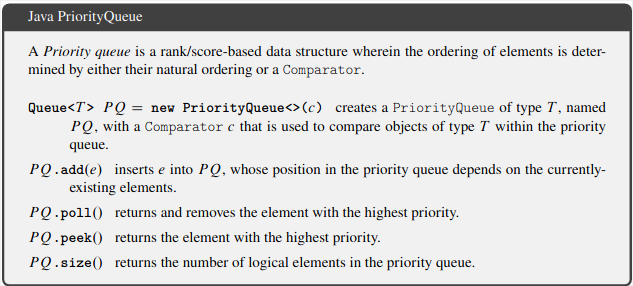 Java PriorityQueue
A Priority queue is a rank/score-based data structure wherein the ordering of elements is deter-
mined by either their natural ordering or a Comparator.
Queue<T> PQ = new PriorityQueue<>(c) creates a PriorityQueue of type T, named
PQ, with a Comparator c that is used to compare objects of type T within the priority
queue.
PQ.add(e) inserts e into PQ, whose position in the priority queue depends on the currently-
existing elements.
PQ.poll() returns and removes the element with the highest priority.
PQ.peek() returns the element with the highest priority.
PQ.size() returns the number of logical elements in the priority queue.